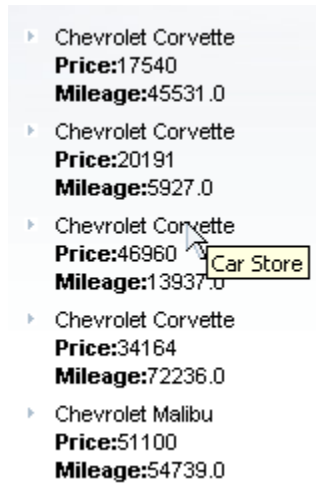 Chevrolet Corvette
Price:17540
Mileage:45531.0
Chevrolet Corvette
Price:20191
Mileage:5927.0
Chevrolet Corvette
Price:46960
Car Store
Mileage:13937.0
Chevrolet Corvette
Price:34164
Mileage:72236.0
Chevrolet Malibu
Price:51100
Mileage:54739.0